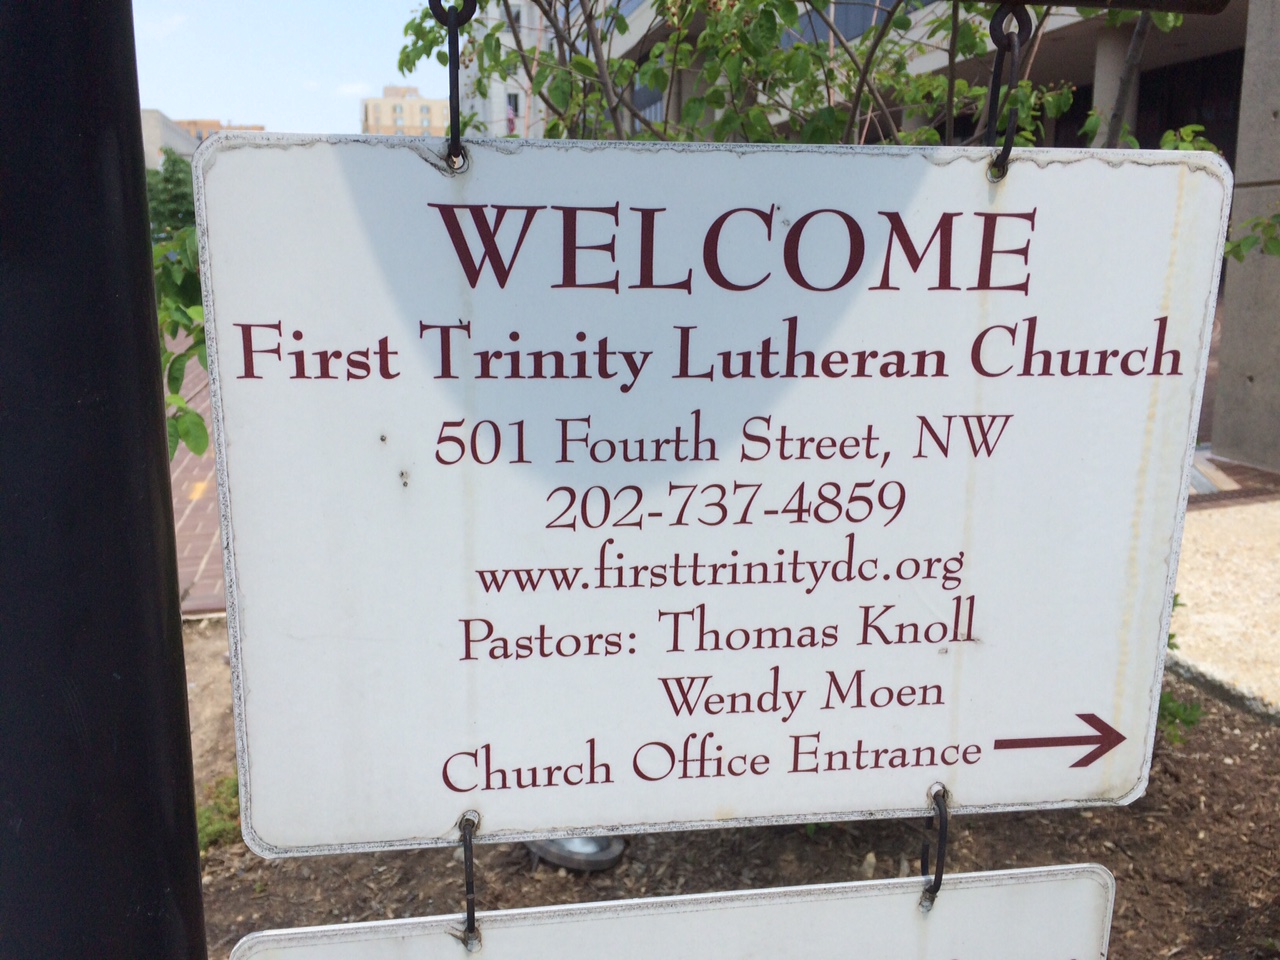 WELCOME
First Trinity Lutheran Church
501 Fourth Street, NW
202-737-4859
www.firsttrinitydc.org
Pastors: Thomas Knoll
Wendy Moen
Church Office Entrance